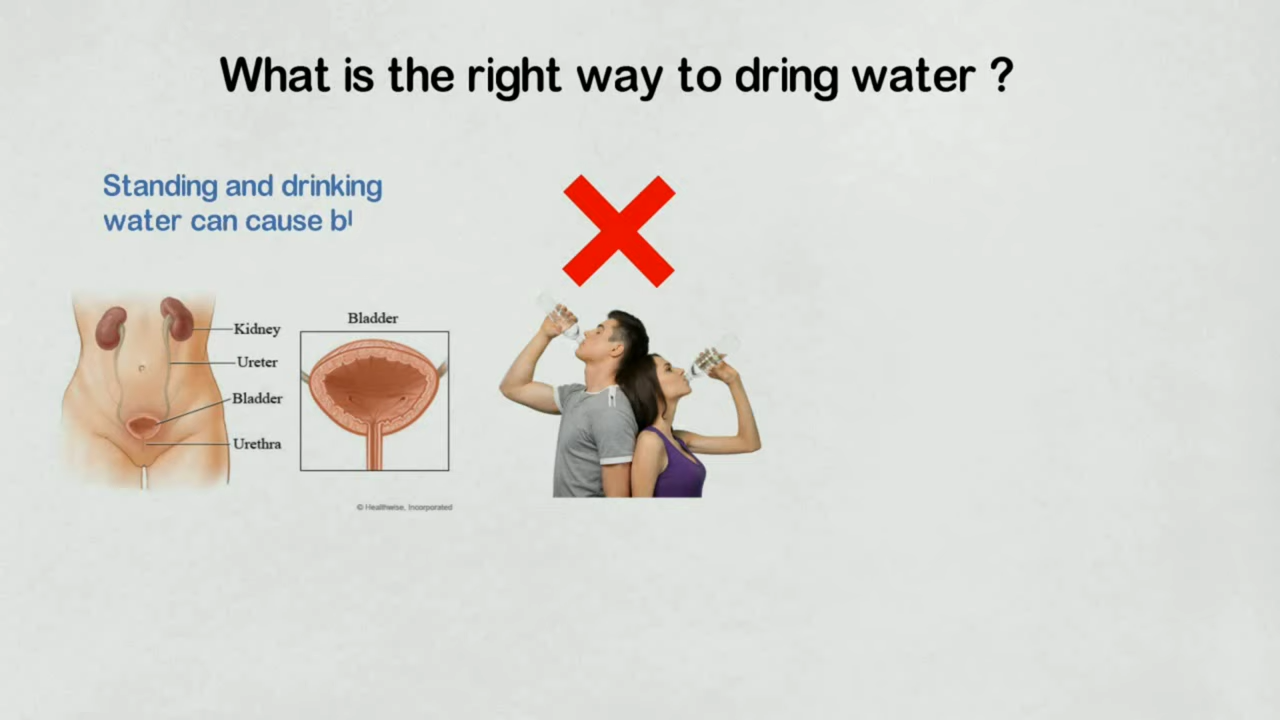 What is the right way to dring water ?
Standing and drinking
water can cause b
Bladder
Kidney
Ureter
Bladder
Urethra
© Healthwise, Incorporated